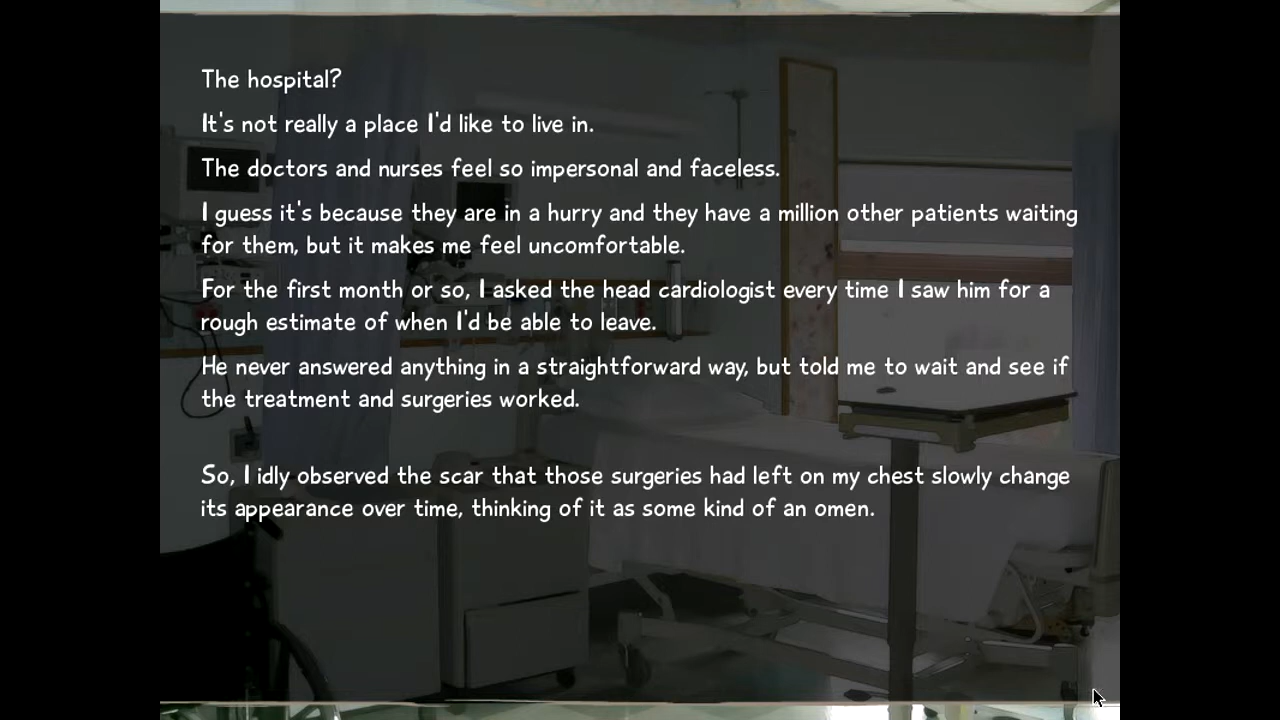 The hospital?
It's not really a place I'd like to live in.
The doctors and nurses feel so impersonal and faceless.
I guess it's because they are in a hurry and they have a million other patients waiting
for them, but it makes me feel uncomfortable.
For the first month or so, I asked the head cardiologist every time I saw him for a
rough estimate of when I'd be able to leave.
He never answered anything in a straightforward way, but told me to wait and see if
the treatment and surgeries worked.
So, I idly observed the scar that those surgeries had left on my chest slowly change
its appearance over time, thinking of it as some kind of an omen.